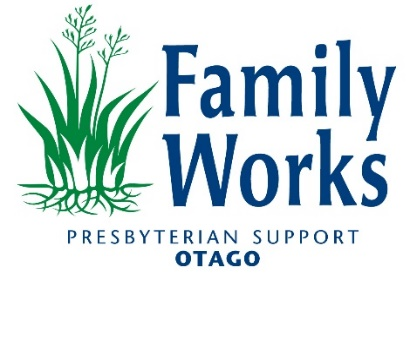 Family
Works
PRESBYTERIAN SUPPORT
OTAGO